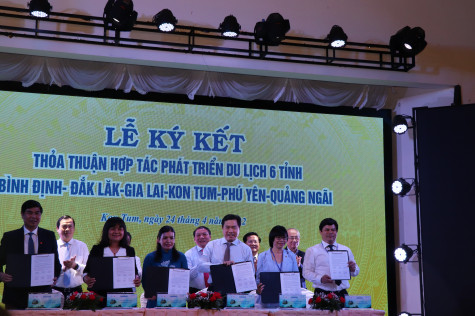 LỄ KÝ KẾT
THỎA THUẬN HỢP TÁC PHÁT TRIỂN DU LỊCH 6 TỈNH
BÌNH ĐỊNH- ĐẮK LĂK-GIA LAI-KON TUM-PHÚ YÊN-QUẢNG NGÃI
Kon Tum, ngày 24 tháng 4